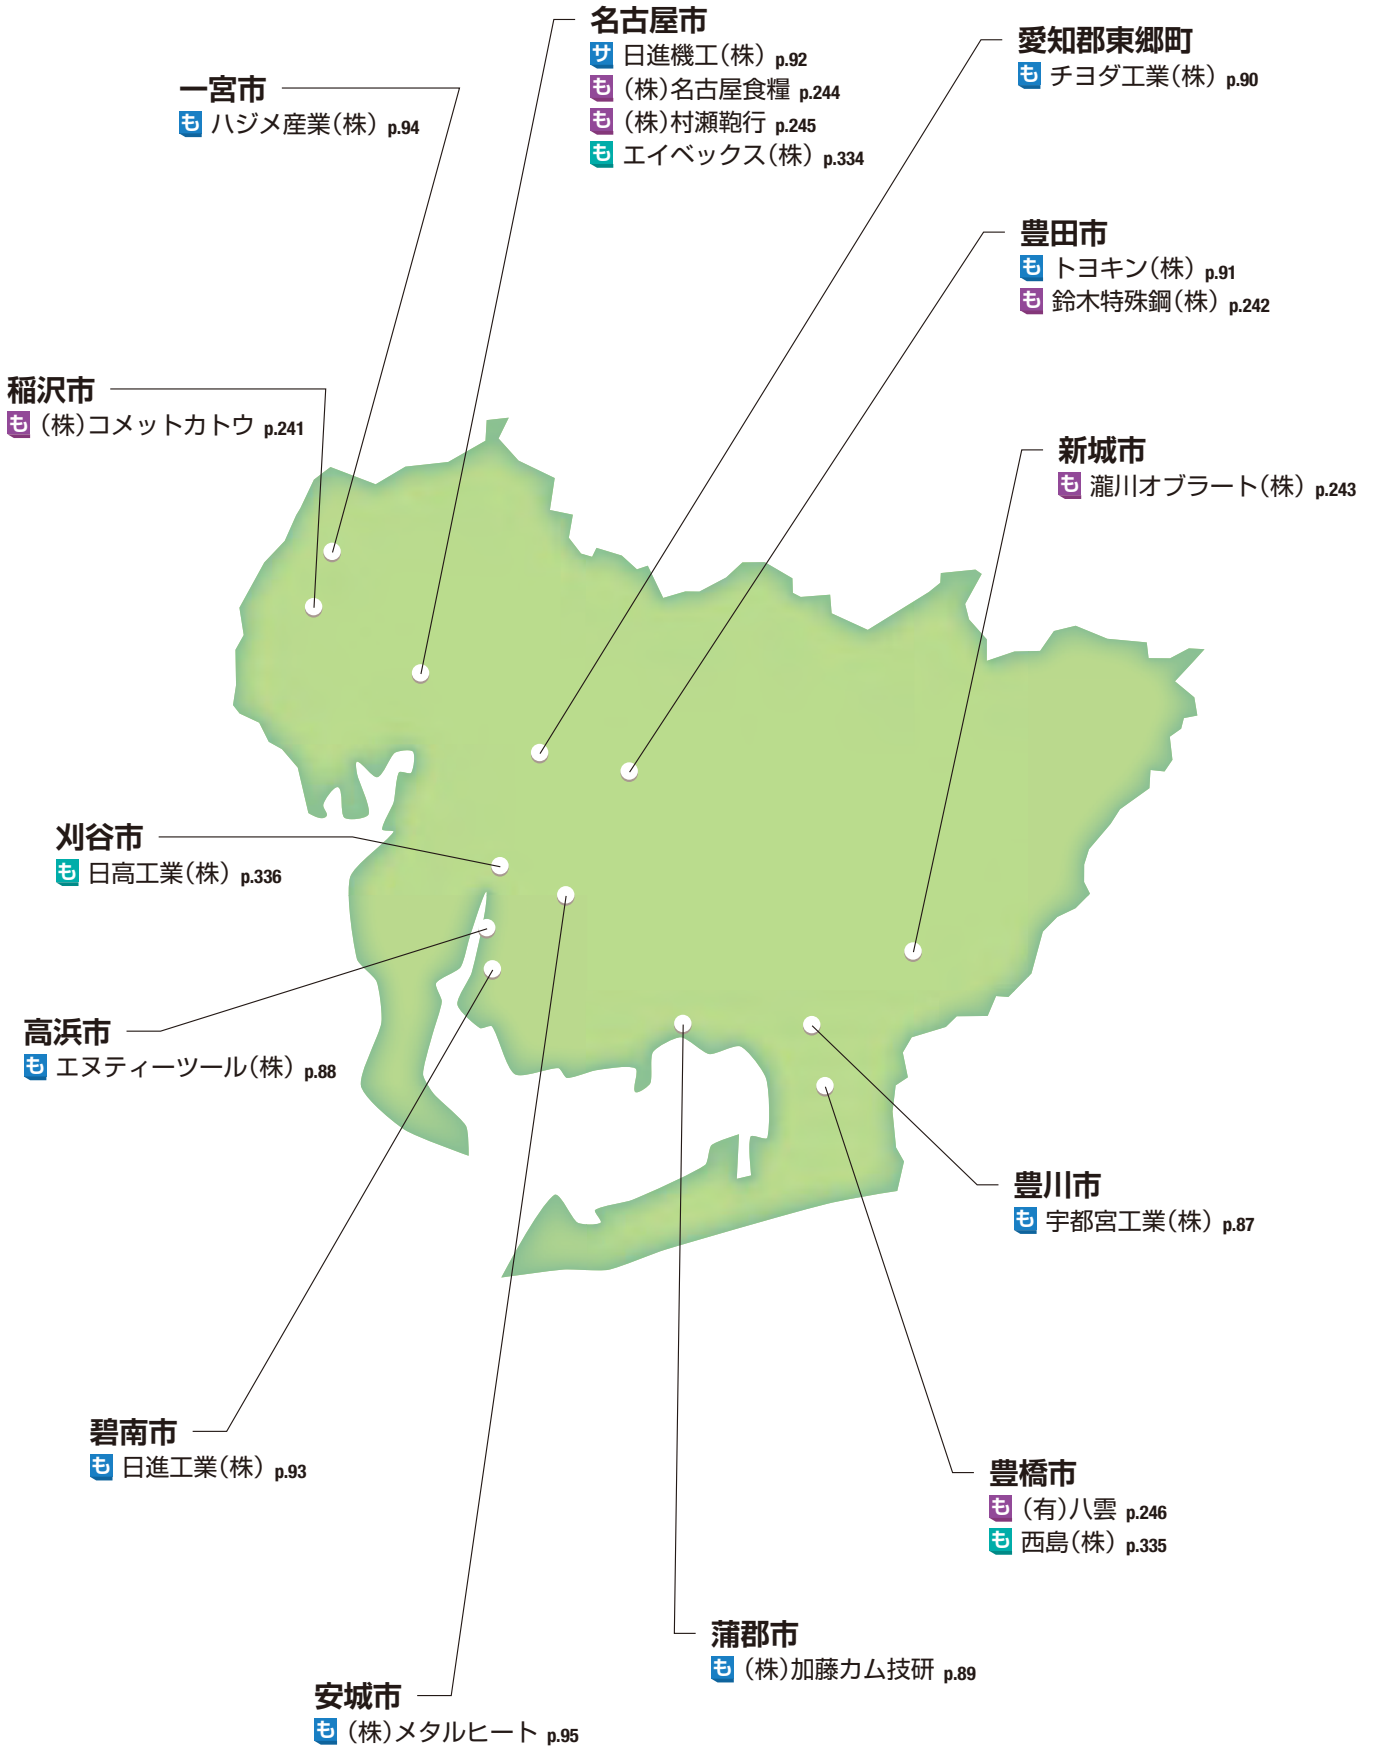 名古屋市
サ 日進機工(株) p.92
も (株)名古屋食糧 p.244
も (株)村瀬鞄行 p.245
も エイベックス(株) p.334
愛知郡東郷町
も チヨダ工業(株) p.90
一宮市
も ハジメ産業(株) p.94
豊田市
も トヨキン(株) p.91
も 鈴木特殊鋼(株) p.242
稲沢市
も (株)コメットカトウ p.241
新城市
も 瀧川オブラート(株) p.243
刈谷市
も 日高工業(株) p.336
高浜市
も エヌティーツール(株) p.88
豊川市
も 宇都宮工業(株) p.87
碧南市
も 日進工業(株) p.93
豊橋市
も (有)八雲 p.246
も 西島(株) p.335
蒲郡市
も (株)加藤カム技研 p.89
安城市
も (株)メタルヒート p.95